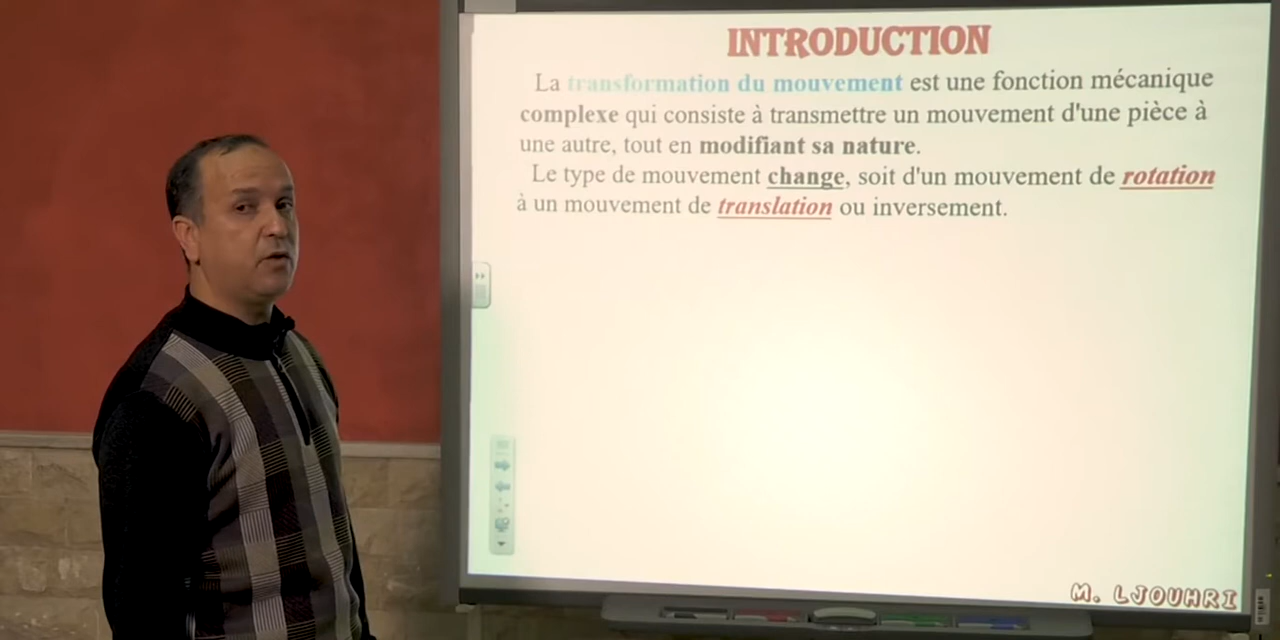 INTRODUCTION
La transformation du mouvement est une fonction mécanique
complexe qui consiste à transmettre un mouvement d'une pièce à
une autre, tout en modifiant sa nature.
Le type de mouvement change, soit d'un mouvement de rotation
à un mouvement de translation ou inversement.
M. LJOUHRI